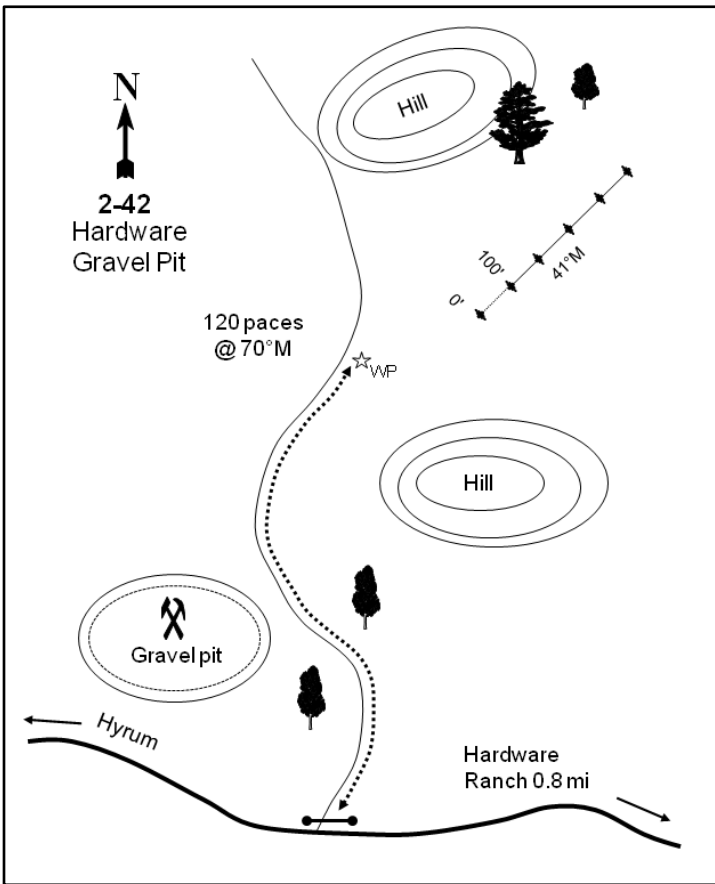 N
2-42
Hardware
Gravel Pit
Hill
100'
41°M
0'
120 paces
@ 70°M
WP
Hill
Gravel pit
Hyrum
Hardware
Ranch 0.8 mi